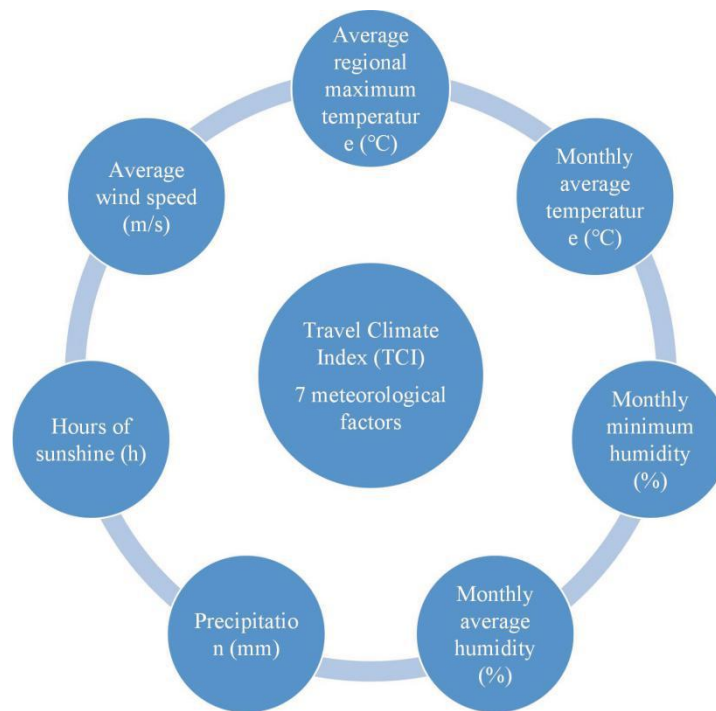 Average
regional
maximum
temperatur
e (℃)
Monthly
average
temperatur
e (℃)
Monthly
minimum
humidity
(%)
Monthly
average
humidity
(%)
Precipitatio
n (mm)
Hours of
sunshine (h)
Average
wind speed
(m/s)
Travel Climate
Index (TCI)
7 meteorological
factors